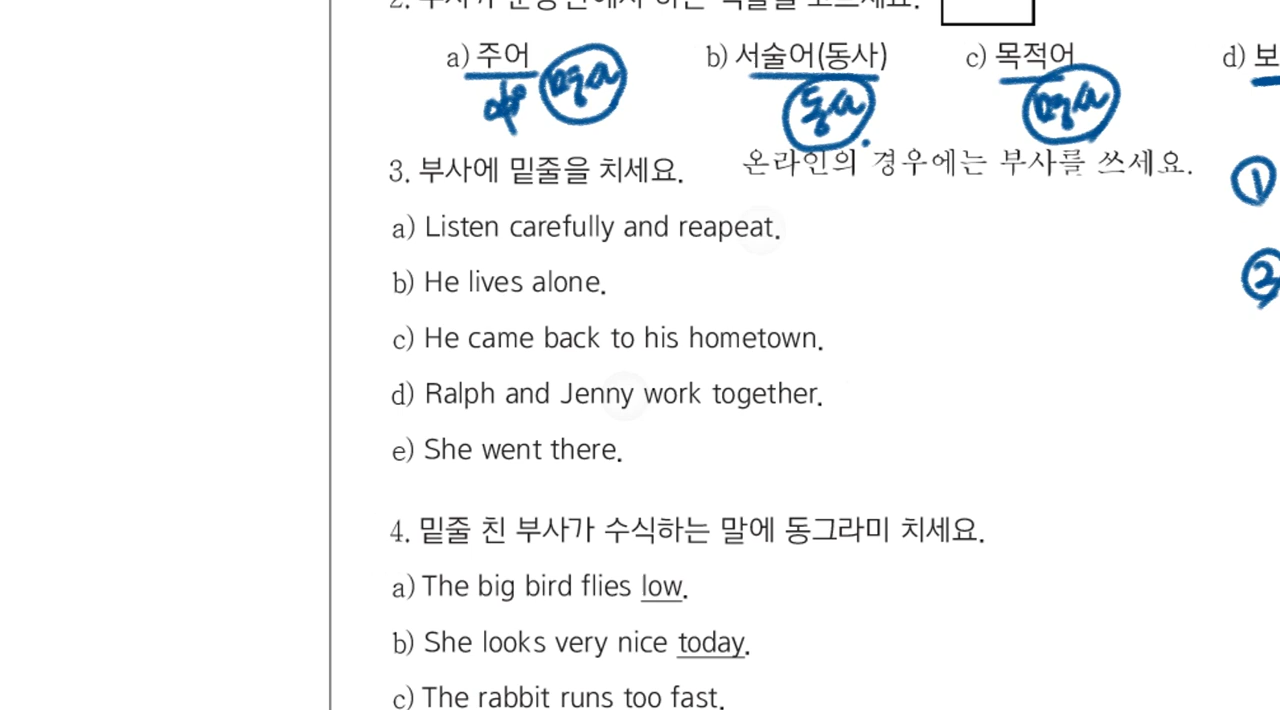 a) 주어
b) 서술어(동사)
c) 목적어
d) 보
명사
동사
명사
3. 부사에 밑줄을 치세요.
온라인의 경우에는 부사를 쓰세요.
①
a) Listen carefully and reapeat.
②
b) He lives alone.
c) He came back to his hometown.
d) Ralph and Jenny work together.
e) She went there.
4. 밑줄 친 부사가 수식하는 말에 동그라미 치세요.
a) The big bird flies low.
b) She looks very nice today.
c) The rabbit runs too fast.